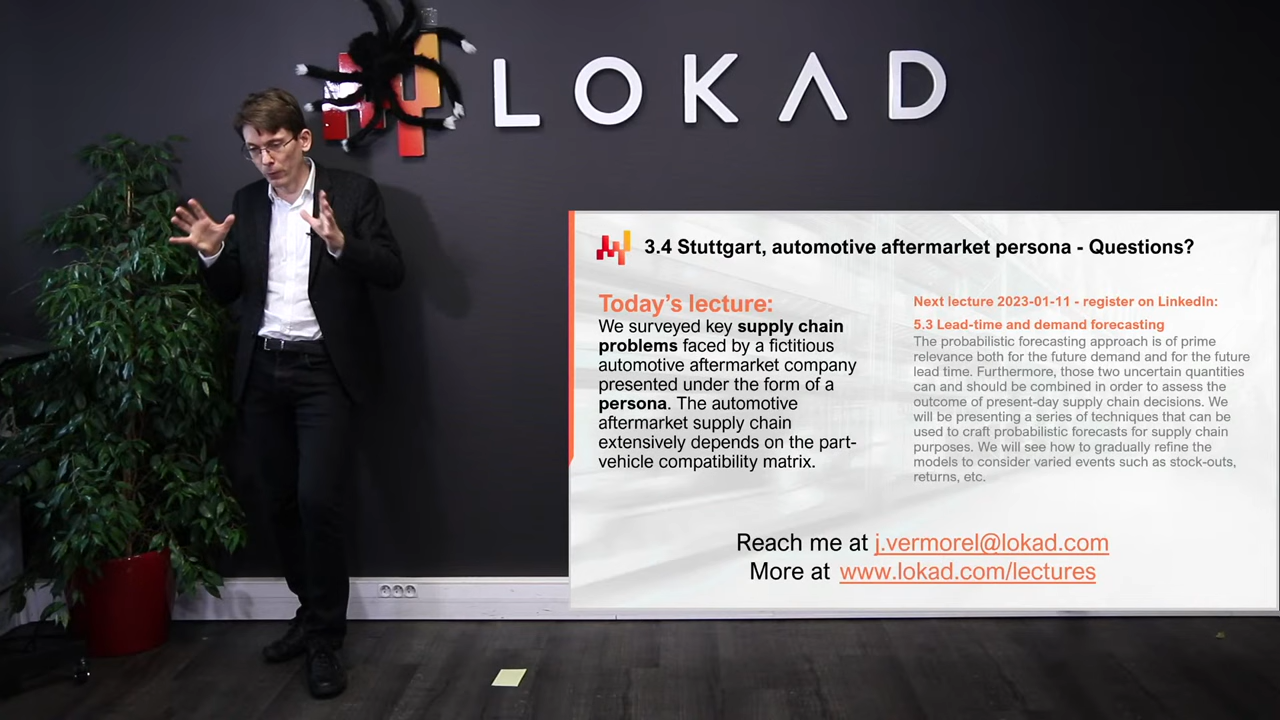 LOKAD
3.4 Stuttgart, automotive aftermarket persona - Questions?
Today's lecture:
We surveyed key supply chain
problems faced by a fictitious
automotive aftermarket company
presented under the form of a
persona. The automotive
aftermarket supply chain
extensively depends on the part-
vehicle compatibility matrix.
Next lecture 2023-01-11 - register on LinkedIn:
5.3 Lead-time and demand forecasting
The probabilistic forecasting approach is of prime
relevance both for the future demand and for the future
lead time. Furthermore, those two uncertain quantities
can and should be combined in order to assess the
outcome of present-day supply chain decisions. We
will be presenting a series of techniques that can be
used to craft probabilistic forecasts for supply chain
purposes. We will see how to gradually refine the
models to consider varied events such as stock-outs,
returns, etc.
Reach me at j.vermorel@lokad.com
More at www.lokad.com/lectures